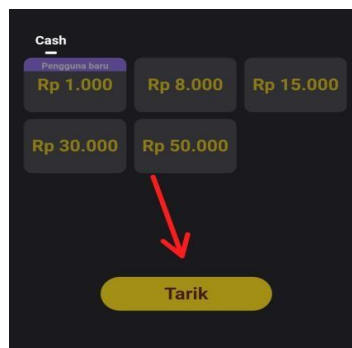 Cash
Pengguna baru
Rp 1.000
Rp 8.000
Rp 15.000
Rp 30.000
Rp 50.000
Tarik